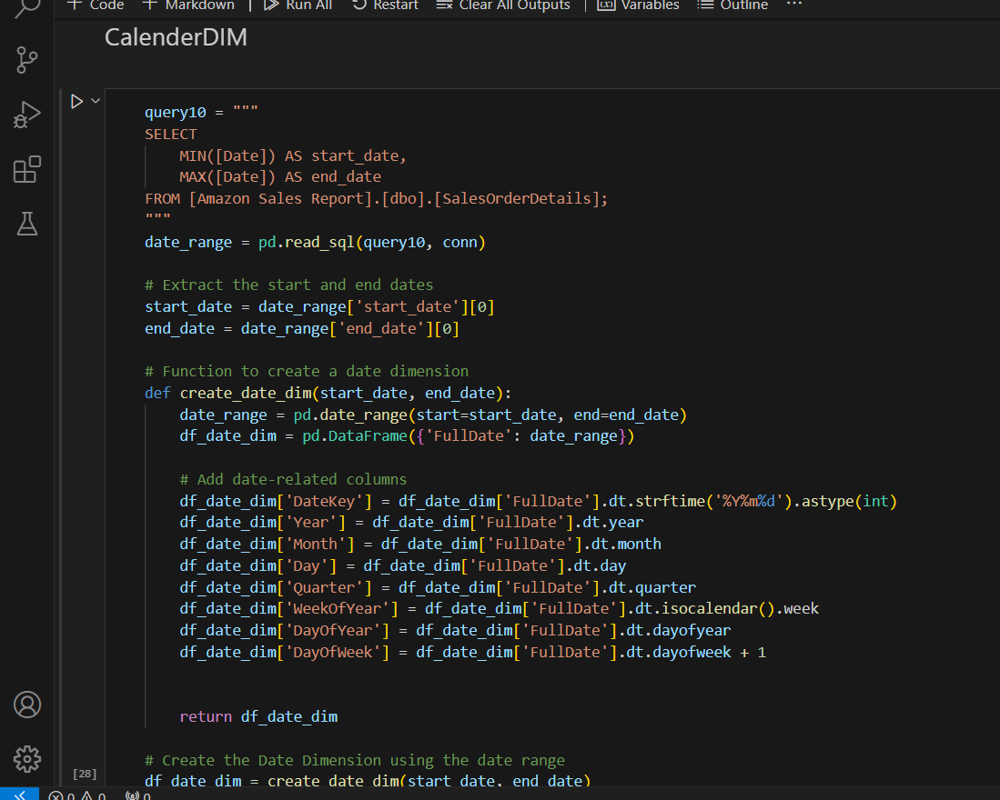 + Code + Markdown | Run All Restart Clear All Outputs | Variables Outline ...
CalenderDIM
query10 = """
SELECT
    MIN([Date]) AS start_date,
    MAX([Date]) AS end_date
FROM [Amazon Sales Report].[dbo].[SalesOrderDetails];
"""
date_range = pd.read_sql(query10, conn)
# Extract the start and end dates
start_date = date_range['start_date'][0]
end_date = date_range['end_date'][0]
# Function to create a date dimension
def create_date_dim(start_date, end_date):
    date_range = pd.date_range(start=start_date, end=end_date)
    df_date_dim = pd.DataFrame({'FullDate': date_range})
    # Add date-related columns
    df_date_dim['DateKey'] = df_date_dim['FullDate'].dt.strftime('%Y%m%d').astype(int)
    df_date_dim['Year'] = df_date_dim['FullDate'].dt.year
    df_date_dim['Month'] = df_date_dim['FullDate'].dt.month
    df_date_dim['Day'] = df_date_dim['FullDate'].dt.day
    df_date_dim['Quarter'] = df_date_dim['FullDate'].dt.quarter
    df_date_dim['WeekOfYear'] = df_date_dim['FullDate'].dt.isocalendar().week
    df_date_dim['DayOfYear'] = df_date_dim['FullDate'].dt.dayofyear
    df_date_dim['DayOfWeek'] = df_date_dim['FullDate'].dt.dayofweek + 1
    return df_date_dim
# Create the Date Dimension using the date range
[28]
df_date_dim = create_date_dim(start_date, end_date)
0 0 0